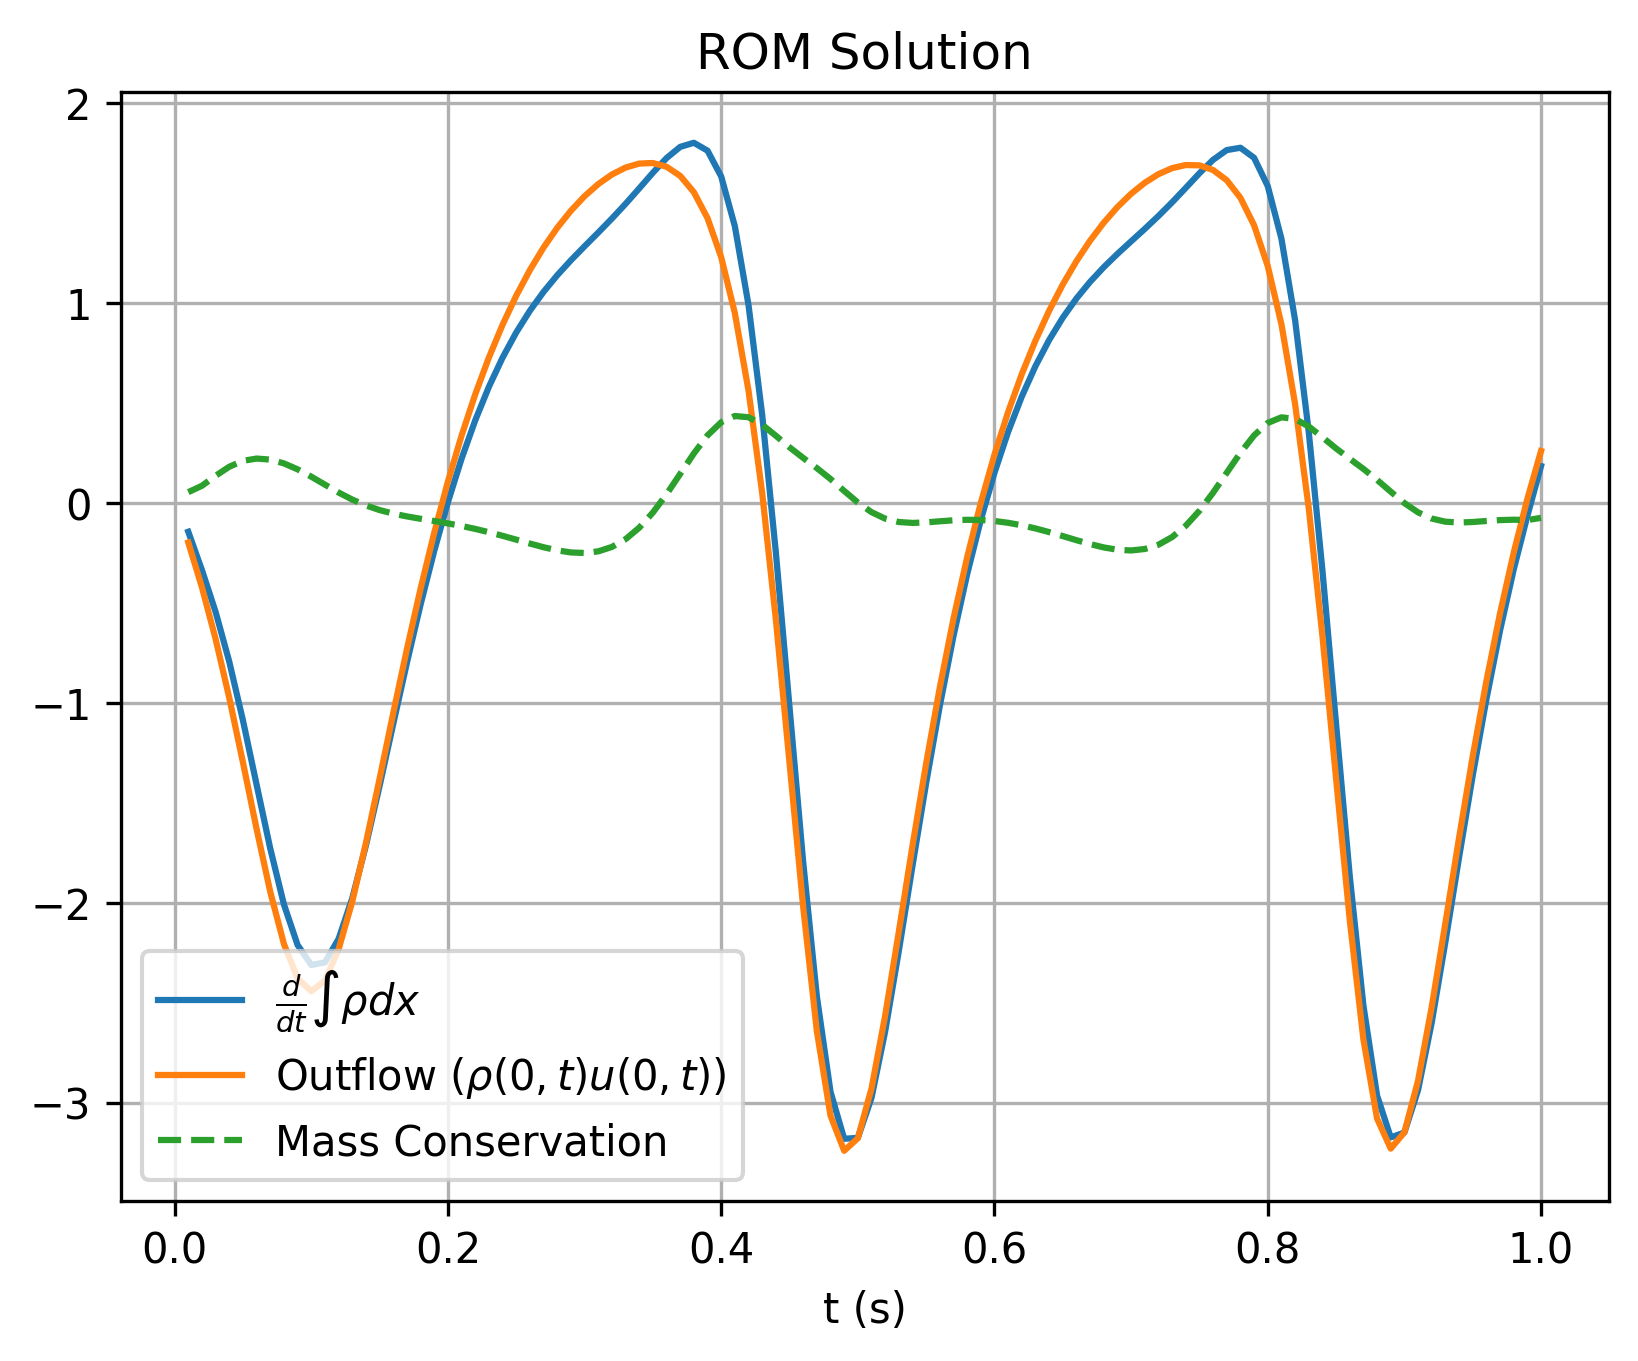 ROM Solution
2
1
0
−1
−2
−3
d/dt ∫ρdx
Outflow (ρ(0, t)u(0, t))
Mass Conservation
0.0 0.2 0.4 0.6 0.8 1.0
t (s)